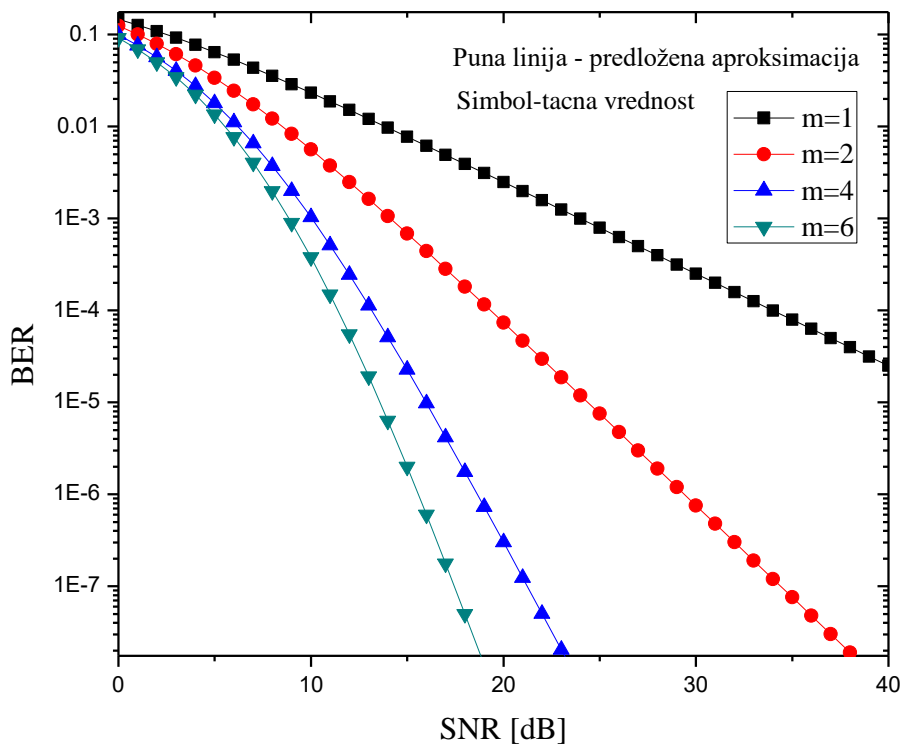 Puna linija - predložena aproksimacija
Simbol-tacna vrednost
m=1
m=2
m=4
m=6
BER
0.1
0.01
1E-3
1E-4
1E-5
1E-6
1E-7
0 10 20 30 40
SNR [dB]